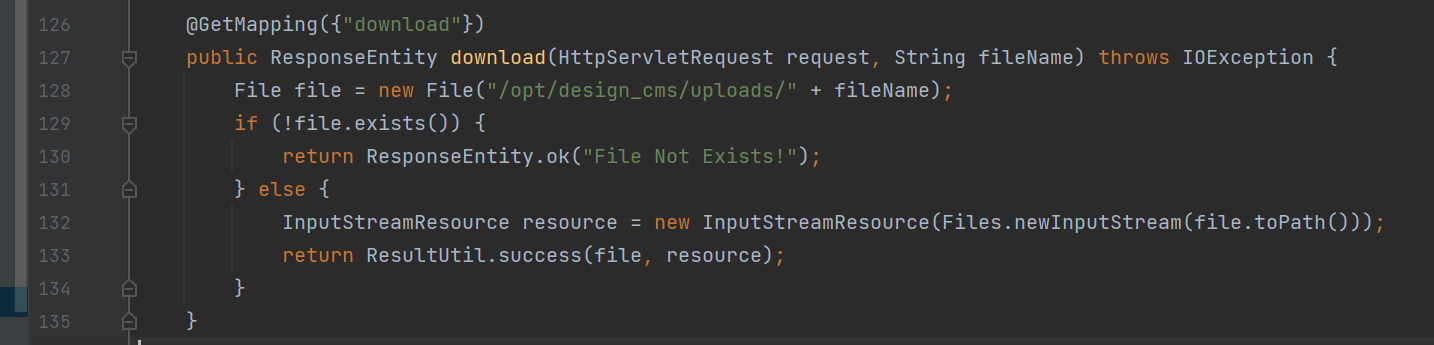 126 @GetMapping({"download"})
127 public ResponseEntity download(HttpServletRequest request, String fileName) throws IOException {
128 File file = new File("/opt/design_cms/uploads/" + fileName);
129 if (!file.exists()) {
130 return ResponseEntity.ok("File Not Exists!");
131 } else {
132 InputStreamResource resource = new InputStreamResource(Files.newInputStream(file.toPath()));
133 return ResultUtil.success(file, resource);
134 }
135 }